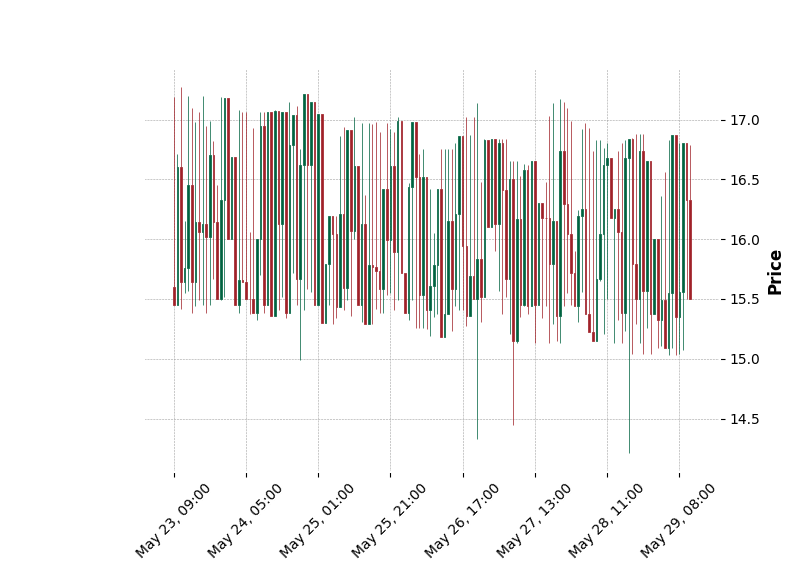 17.0
16.5
16.0
15.5
15.0
14.5
Price
May 23, 09:00
May 24, 05:00
May 25, 01:00
May 25, 21:00
May 26, 17:00
May 27, 13:00
May 28, 11:00
May 29, 08:00